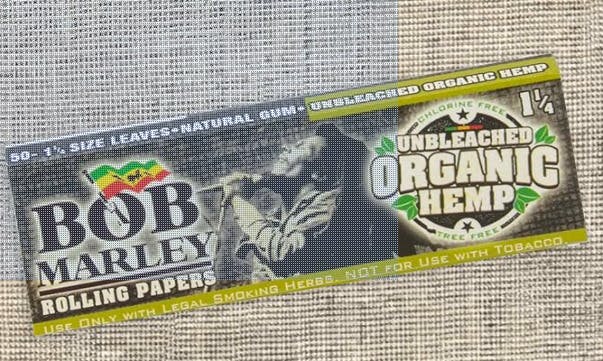 50- 1¼ SIZE LEAVES•NATURAL GUM•UNBLEACHED ORGANIC HEMP
BOB
MARLEY
ROLLING PAPERS
CHLORINE FREE
UNBLEACHED
ORGANIC
HEMP
TREE FREE
1¼
USE ONLY WITH LEGAL SMOKING HERBS. NOT FOR USE WITH TOBACCO.